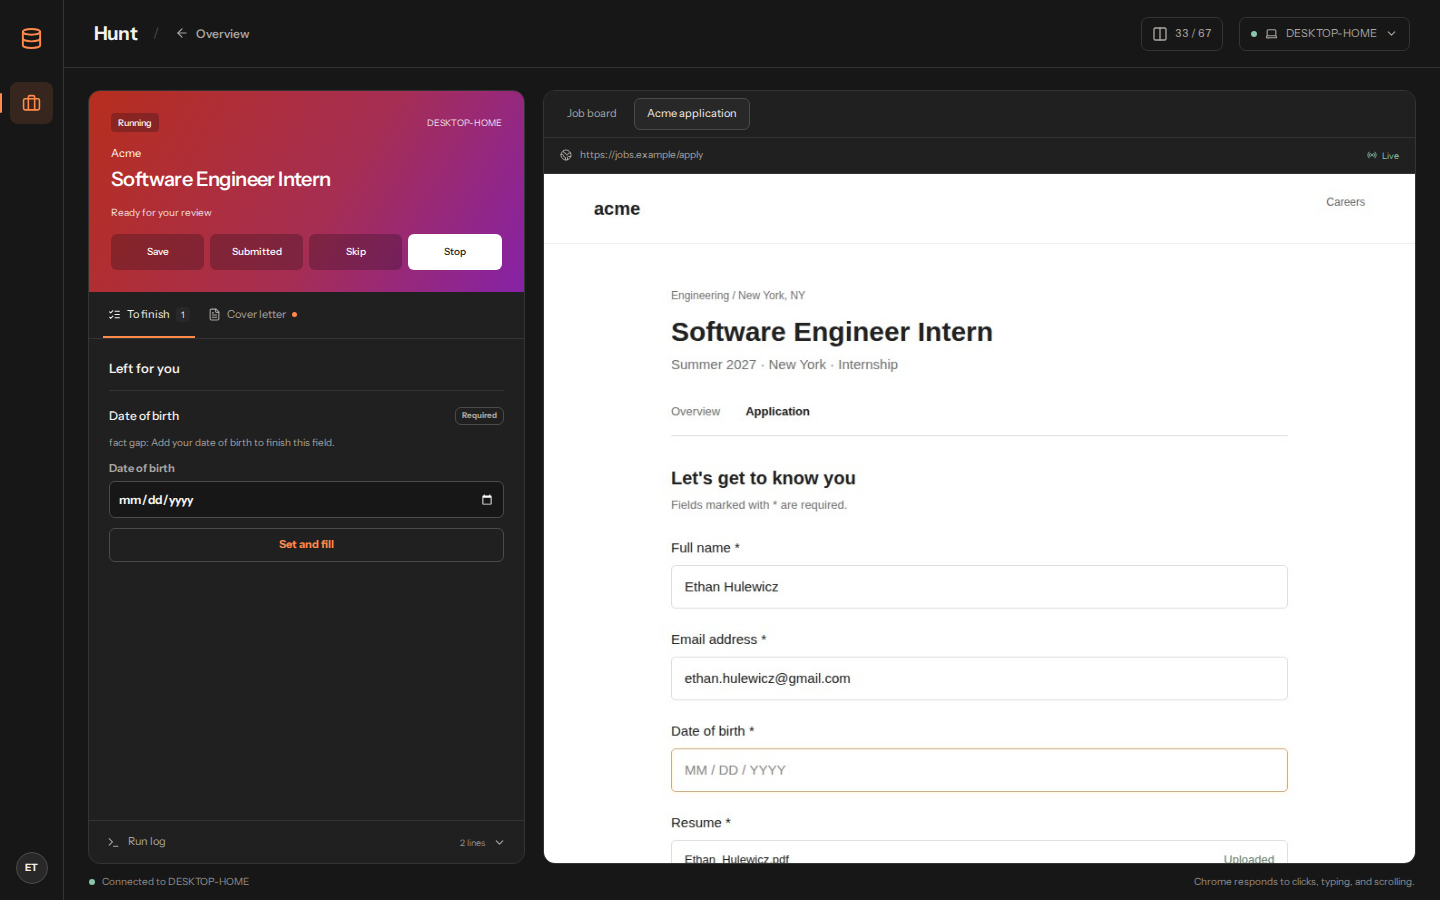 Hunt / Overview
33 / 67
DESKTOP-HOME
Running
DESKTOP-HOME
Acme
Software Engineer Intern
Ready for your review
Save
Submitted
Skip
Stop
To finish 1
Cover letter
Left for you
Date of birth
Required
fact gap: Add your date of birth to finish this field.
Date of birth
mm/dd/yyyy
Set and fill
Run log
2 lines
Job board
Acme application
https://jobs.example/apply
Live
acme
Careers
Engineering / New York, NY
Software Engineer Intern
Summer 2027 · New York · Internship
Overview
Application
Let's get to know you
Fields marked with * are required.
Full name *
Ethan Hulewicz
Email address *
ethan.hulewicz@gmail.com
Date of birth *
MM / DD / YYYY
Resume *
Ethan_Hulewicz.pdf
Uploaded
ET
Connected to DESKTOP-HOME
Chrome responds to clicks, typing, and scrolling.